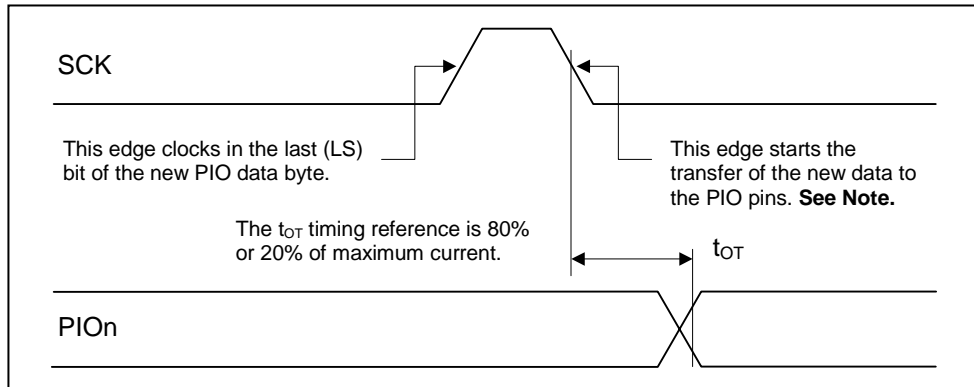 SCK
This edge clocks in the last (LS)
bit of the new PIO data byte.
This edge starts the
transfer of the new data to
the PIO pins. See Note.
The tOT timing reference is 80%
or 20% of maximum current.
tOT
PIOn